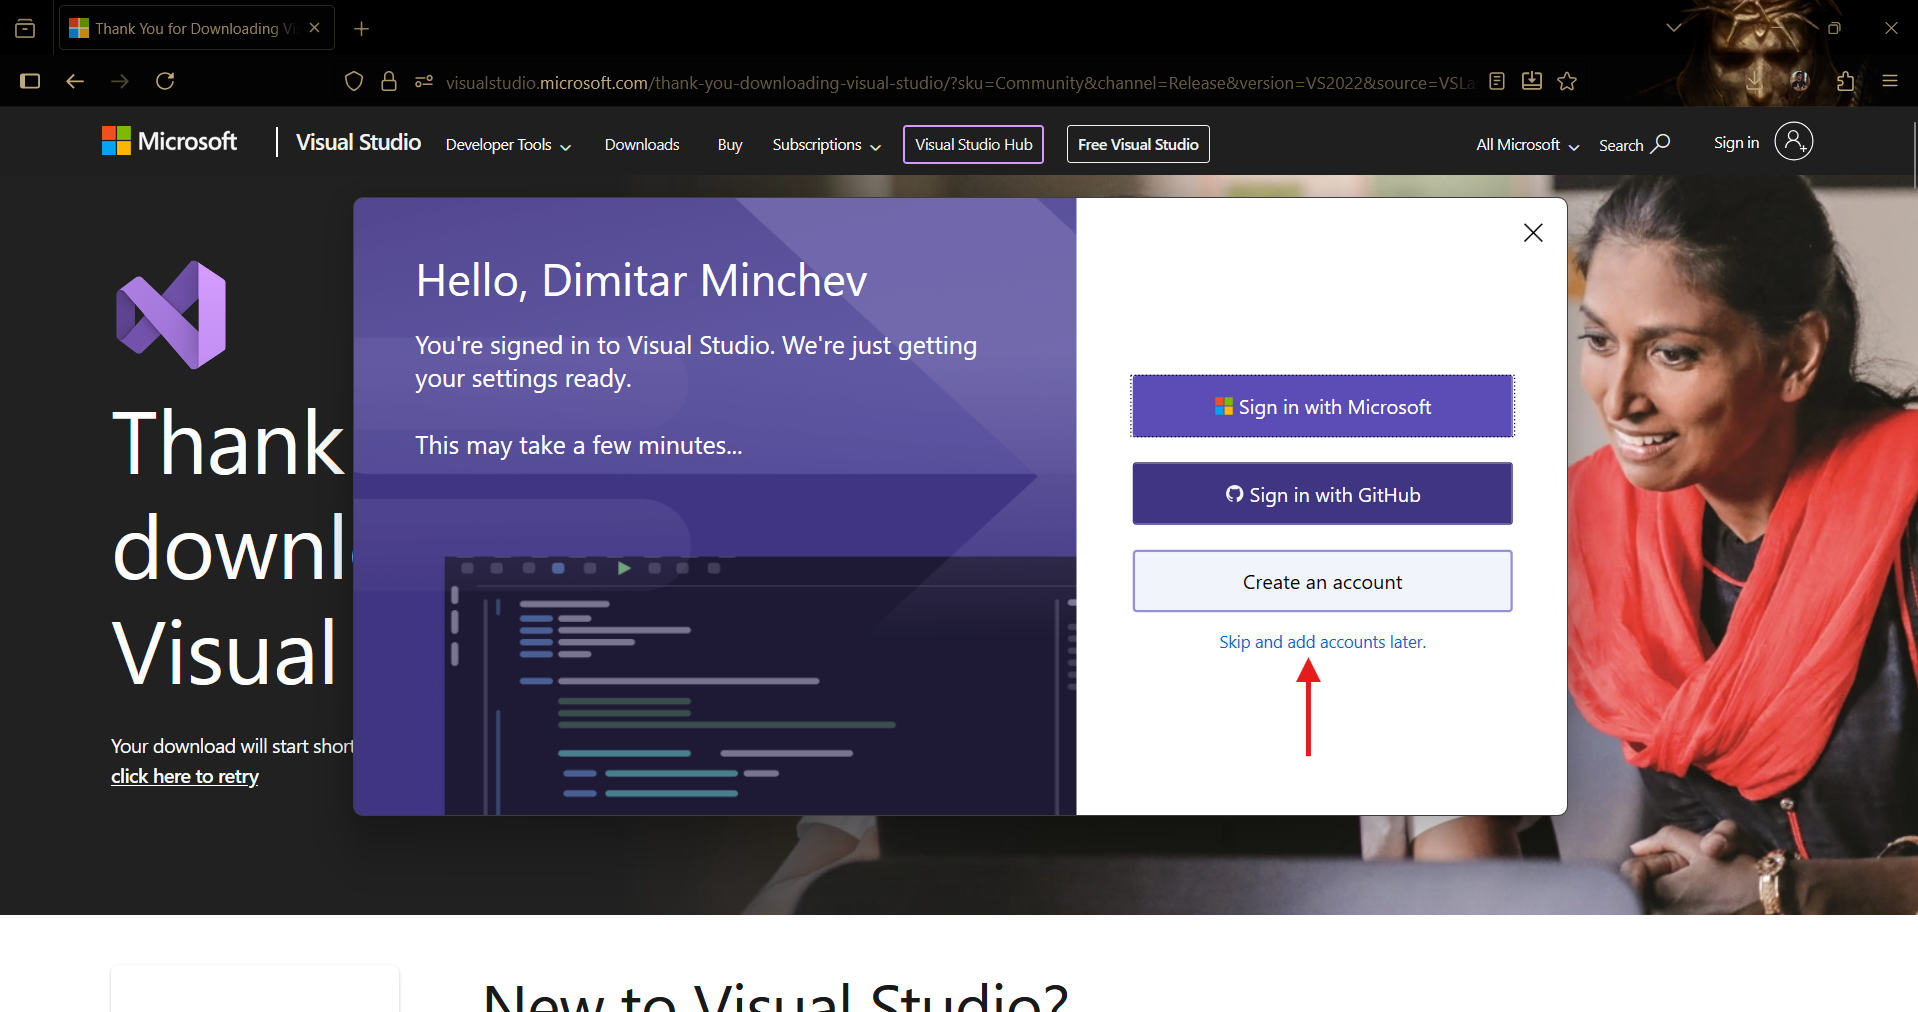 Thank You for Downloading Vi
visualstudio.microsoft.com/thank-you-downloading-visual-studio/?sku=Community&channel=Release&version=VS2022&source=VSLa
Microsoft
Visual Studio
Developer Tools
Downloads
Buy
Subscriptions
Visual Studio Hub
Free Visual Studio
All Microsoft
Search
Sign in
Hello, Dimitar Minchev
You're signed in to Visual Studio. We're just getting
your settings ready.
This may take a few minutes...
Sign in with Microsoft
Sign in with GitHub
Create an account
Skip and add accounts later.
Thank
downl
Visual
Your download will start short
click here to retry
New to Visual Studio?